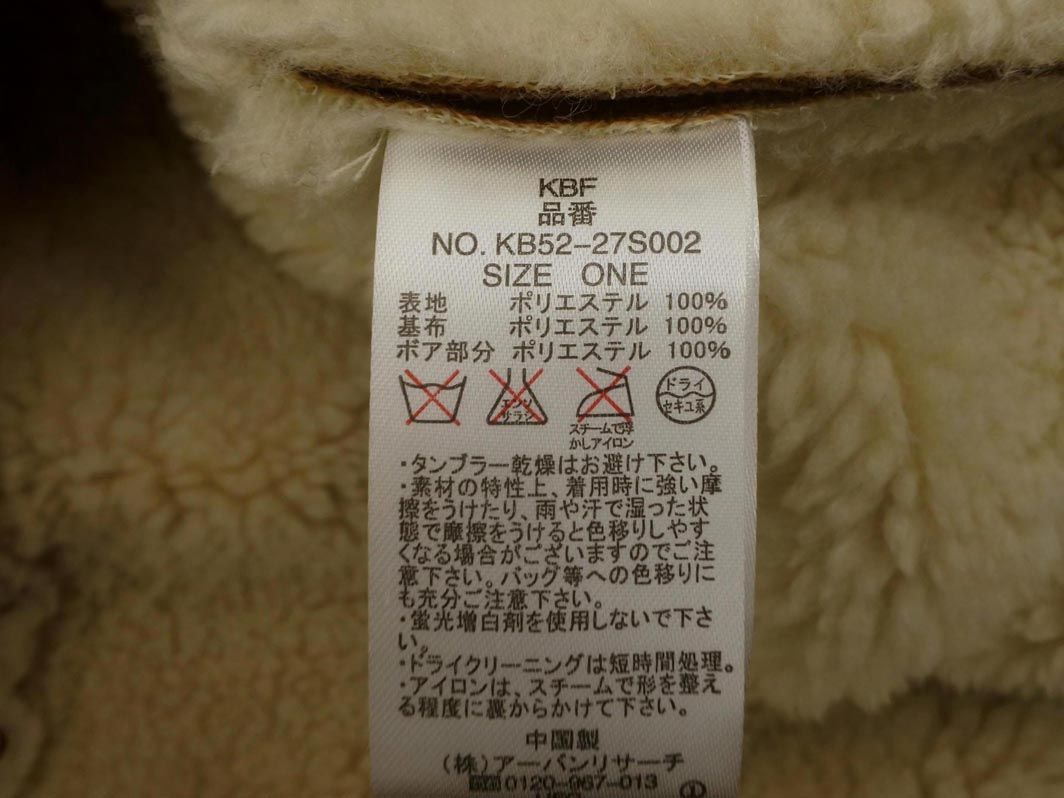 KBF
品番
NO. KB52-27S002
SIZE ONE
表地 ポリエステル 100%
基布 ポリエステル 100%
ボア部分 ポリエステル 100%
エンソ
サラシ
ドライ
セキユ系
スチームで浮
かしアイロン
・タンブラー乾燥はお避け下さい。
・素材の特性上、着用時に強い摩
擦をうけたり、雨や汗で湿った状
態で摩擦をうけると色移りしやす
くなる場合がございますのでご注
意下さい。バッグ等への色移りに
も充分ご注意下さい。
・蛍光増白剤を使用しないで下さ
い。
・ドライクリーニングは短時間処理。
・アイロンは、スチームで形を整え
る程度に裏からかけて下さい。
中国製
(株)アーバンリサーチ
0120-967-013
①